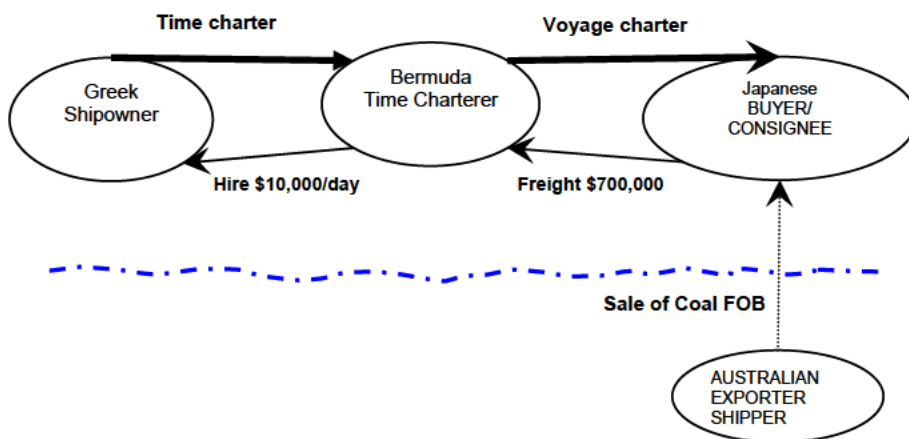 Time charter
Voyage charter
Greek
Shipowner
Bermuda
Time Charterer
Japanese
BUYER/
CONSIGNEE
Hire $10,000/day
Freight $700,000
Sale of Coal FOB
AUSTRALIAN
EXPORTER
SHIPPER